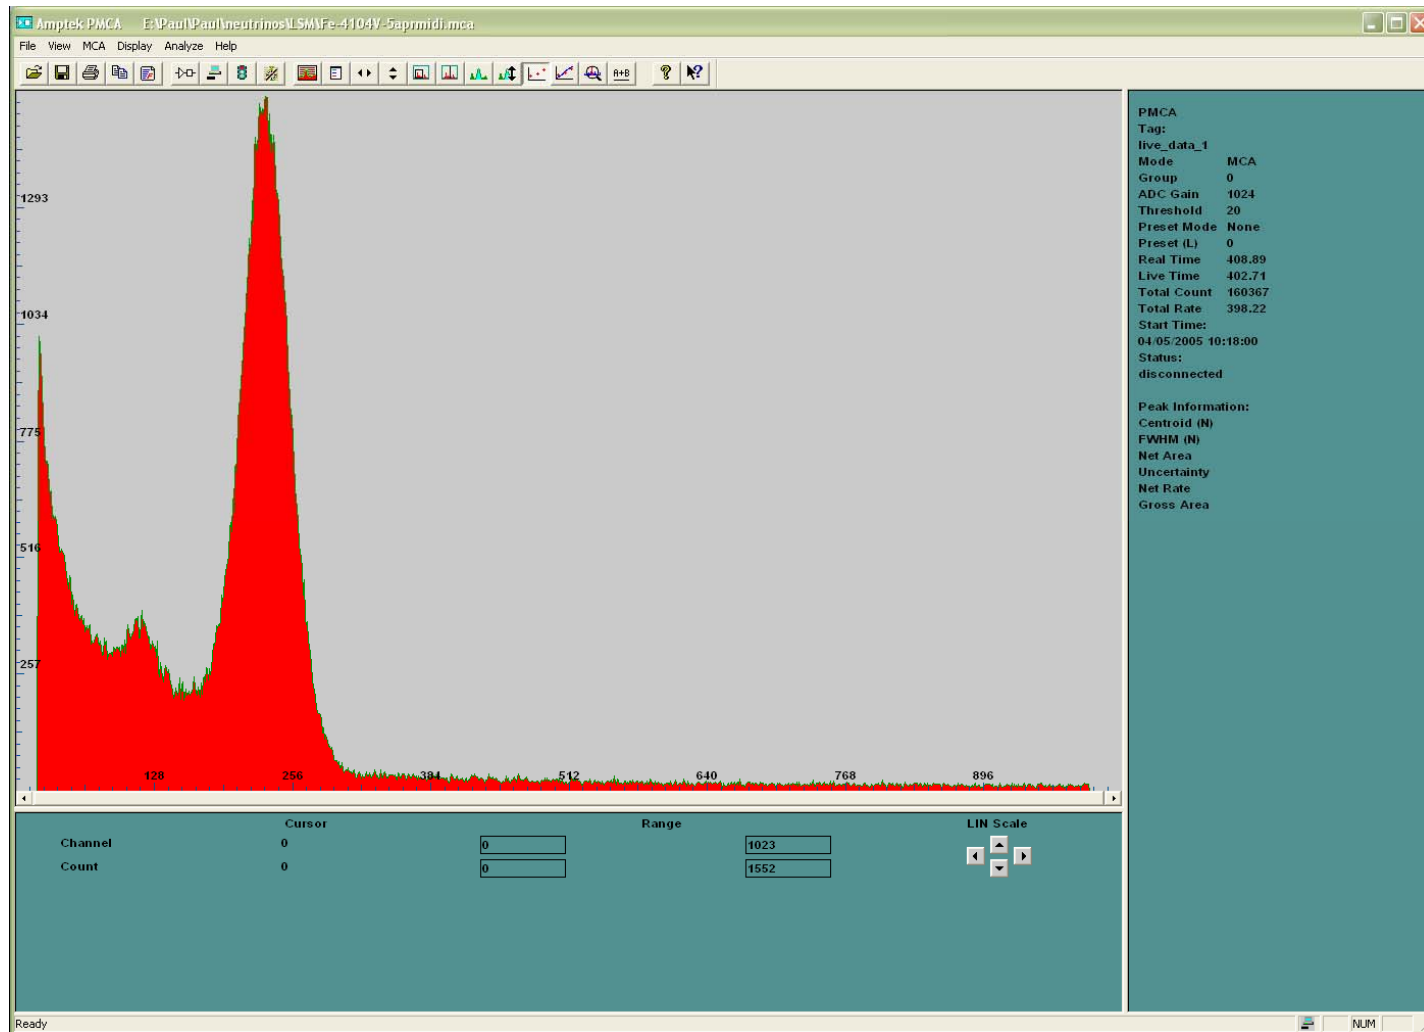 Amptek PMCA E:\Paul\Paul\neutrinos\LSM\Fe-4104V-5aprmidi.mca
File View MCA Display Analyze Help
A+B
1293
1034
775
516
257
128 256 384 512 640 768 896
PMCA
Tag:
live_data_1
Mode MCA
Group 0
ADC Gain 1024
Threshold 20
Preset Mode None
Preset (L) 0
Real Time 408.89
Live Time 402.71
Total Count 160367
Total Rate 398.22
Start Time:
04/05/2005 10:18:00
Status:
disconnected
Peak Information:
Centroid (N)
FWHM (N)
Net Area
Uncertainty
Net Rate
Gross Area
Cursor Range LIN Scale
Channel 0 0 1023
Count 0 0 1552
Ready NUM